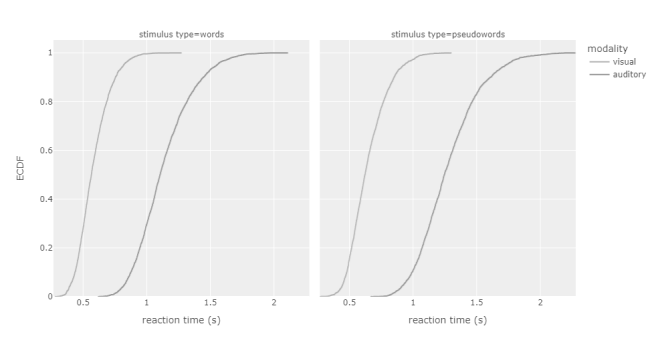 stimulus type=words
stimulus type=pseudowords
modality
visual
auditory
ECDF
1
0.8
0.6
0.4
0.2
0
0.5
1
1.5
2
0.5
1
1.5
2
reaction time (s)
reaction time (s)